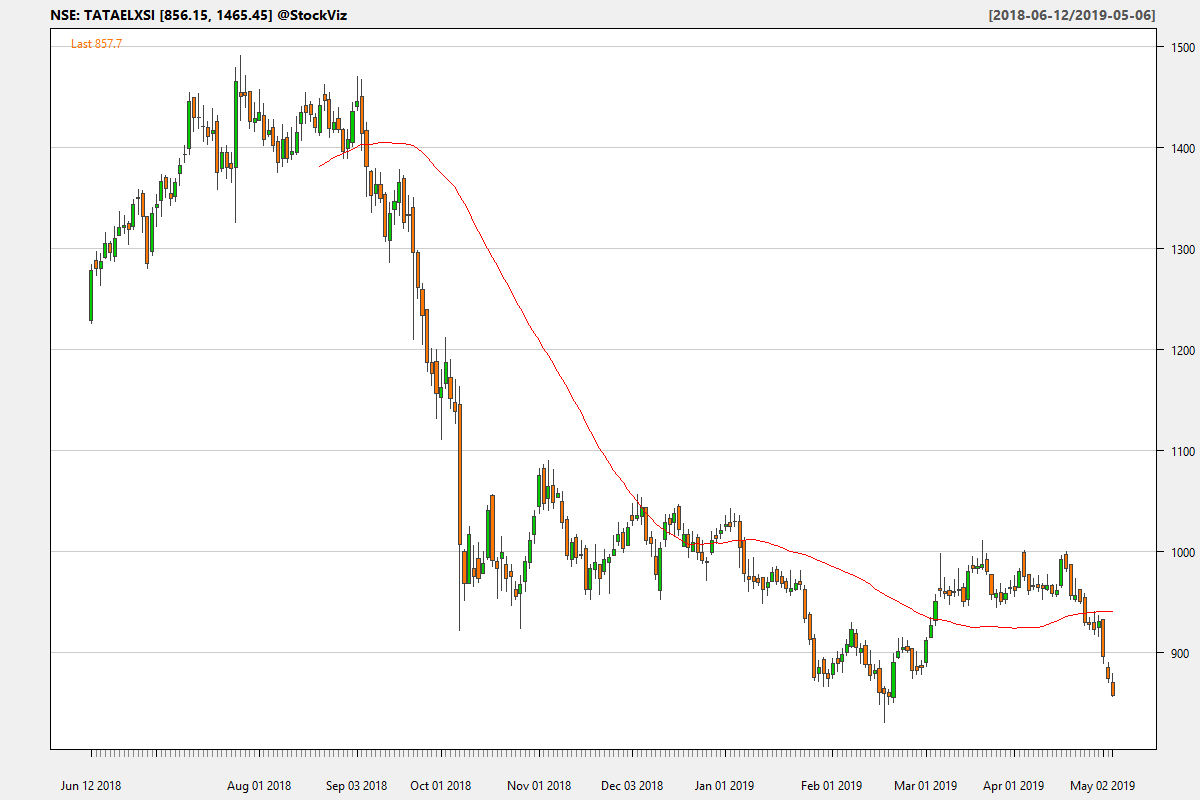 NSE: TATAELXSI [856.15, 1465.45] @StockViz
[2018-06-12/2019-05-06]
Last 857.7
1500
1400
1300
1200
1100
1000
900
Jun 12 2018
Aug 01 2018
Sep 03 2018
Oct 01 2018
Nov 01 2018
Dec 03 2018
Jan 01 2019
Feb 01 2019
Mar 01 2019
Apr 01 2019
May 02 2019